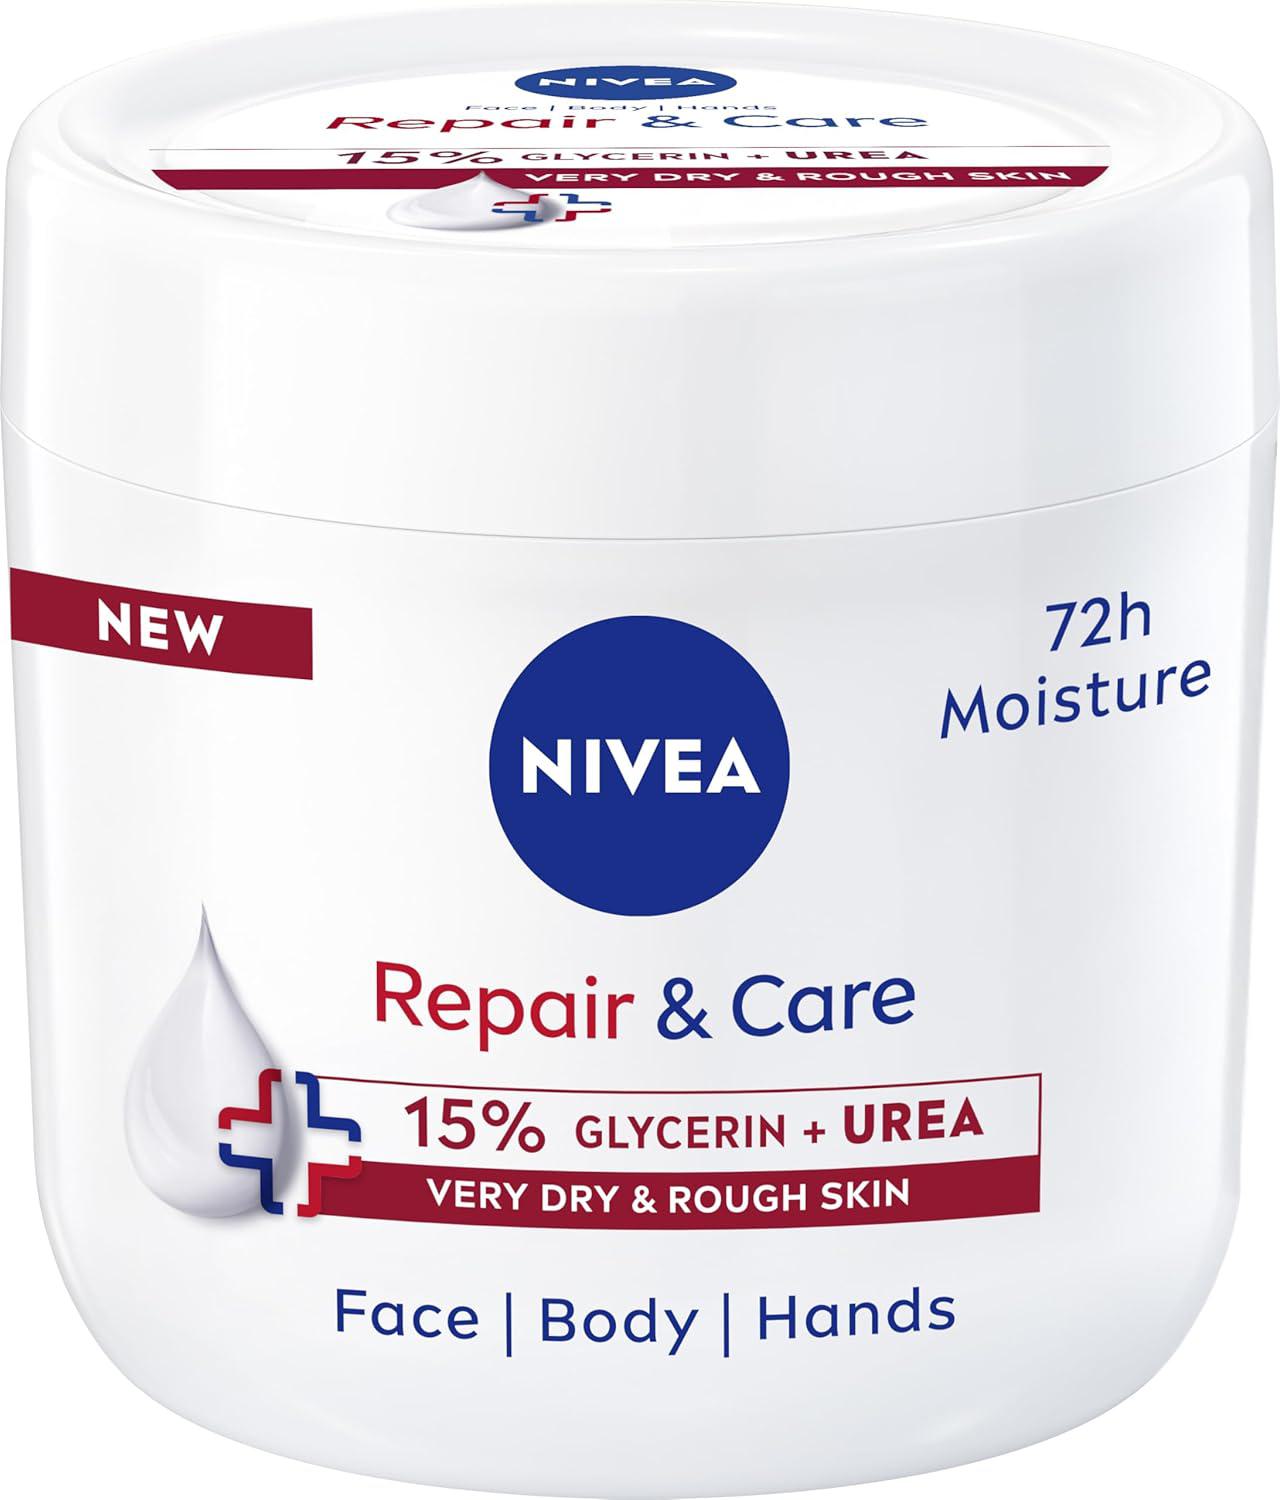 NIVEA
Face | Body | Hands
Repair & Care
15% GLYCERIN + UREA
VERY DRY & ROUGH SKIN
NEW
72h
Moisture
NIVEA
Repair & Care
15% GLYCERIN + UREA
VERY DRY & ROUGH SKIN
Face | Body | Hands